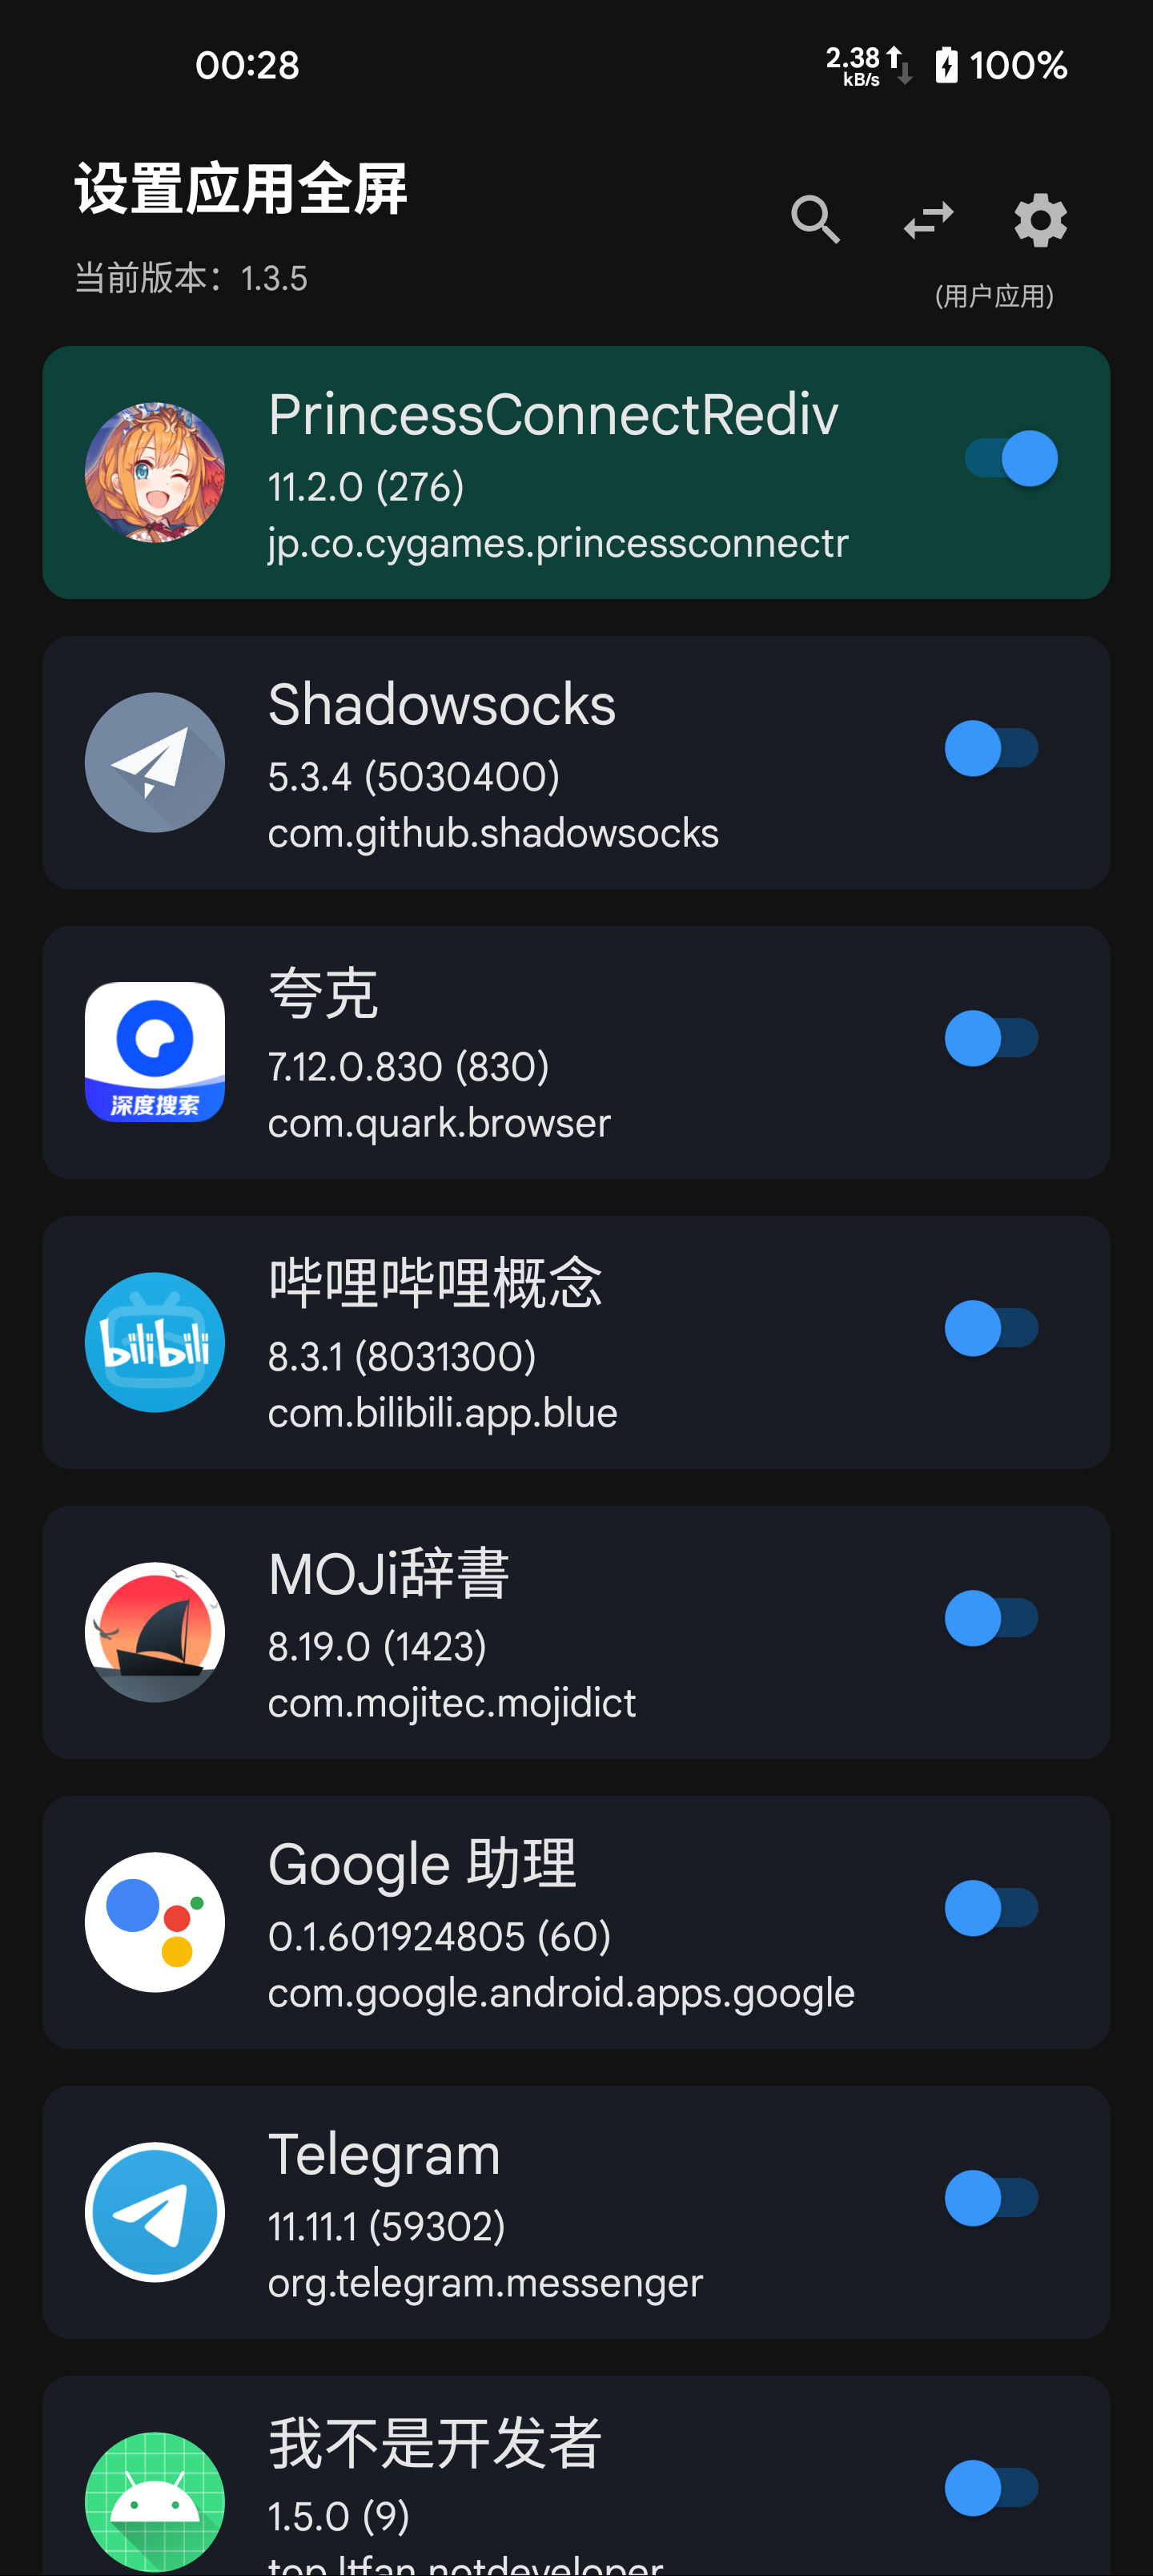 00:28
2.38 kB/s
100%
设置应用全屏
当前版本：1.3.5
(用户应用)
PrincessConnectRediv
11.2.0 (276)
jp.co.cygames.princessconnectr
Shadowsocks
5.3.4 (5030400)
com.github.shadowsocks
深度搜索
夸克
7.12.0.830 (830)
com.quark.browser
bilibili
哔哩哔哩概念
8.3.1 (8031300)
com.bilibili.app.blue
MOJi辞書
8.19.0 (1423)
com.mojitec.mojidict
Google 助理
0.1.601924805 (60)
com.google.android.apps.google
Telegram
11.11.1 (59302)
org.telegram.messenger
我不是开发者
1.5.0 (9)
top.ltfan.notdeveloper